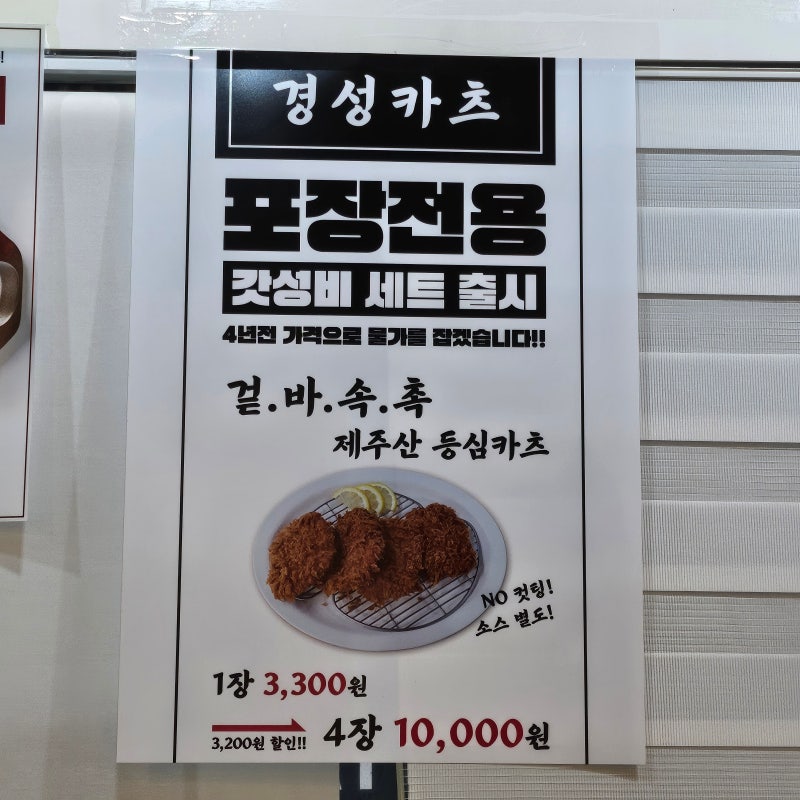 경성카츠
포장전용
갓성비 세트 출시
4년전 가격으로 물가를 잡겠습니다!!
겉.바.속.촉
제주산 등심카츠
NO 컷팅!
소스 별도!
1장 3,300원
3,200원 할인!! 4장 10,000원
!